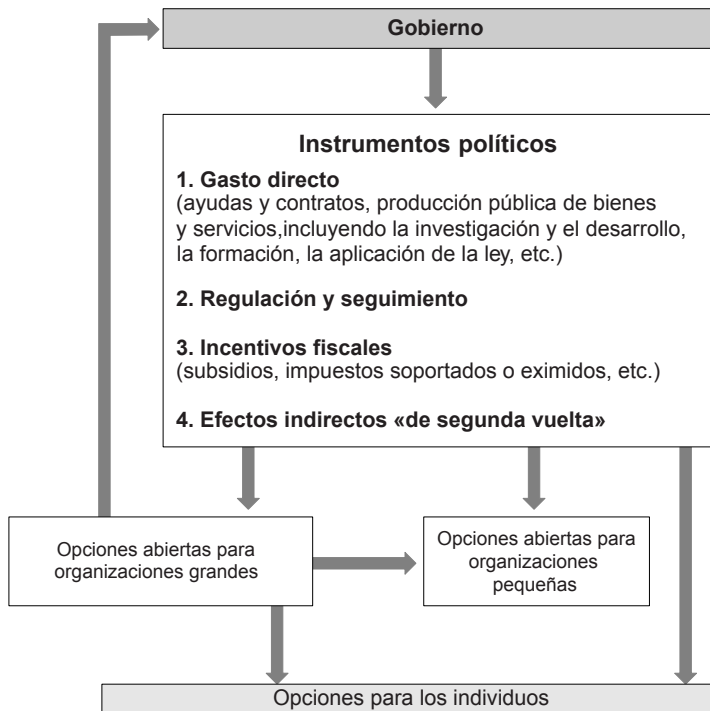 Gobierno
Instrumentos políticos
1. Gasto directo
(ayudas y contratos, producción pública de bienes
y servicios,incluyendo la investigación y el desarrollo,
la formación, la aplicación de la ley, etc.)
2. Regulación y seguimiento
3. Incentivos fiscales
(subsidios, impuestos soportados o eximidos, etc.)
4. Efectos indirectos «de segunda vuelta»
Opciones abiertas para
organizaciones grandes
Opciones abiertas para
organizaciones
pequeñas
Opciones para los individuos